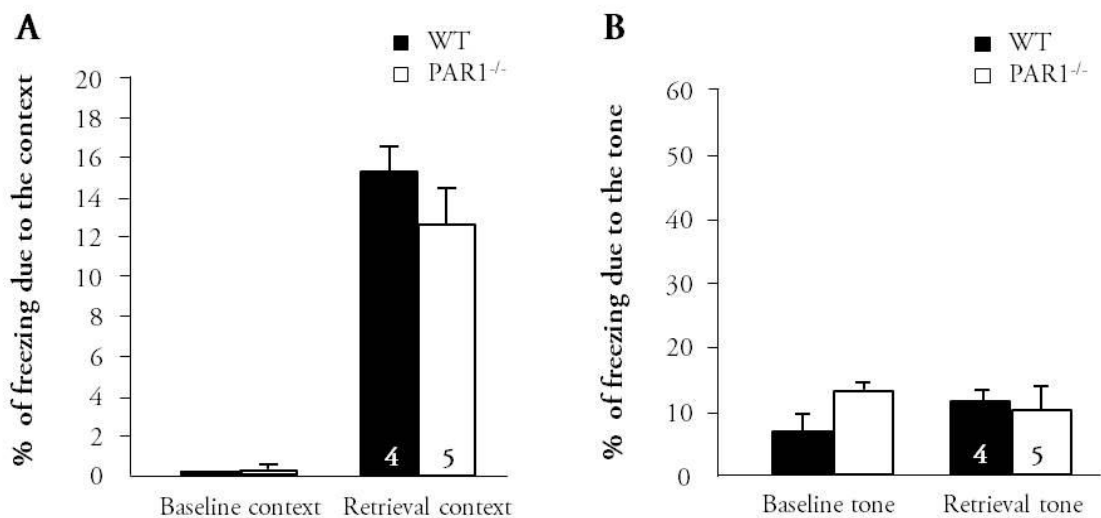 A
WT
PAR1-/-
% of freezing due to the context
20
18
16
14
12
10
8
6
4
2
0
4
5
Baseline context
Retrieval context
B
WT
PAR1-/-
% of freezing due to the tone
60
50
40
30
20
10
0
4
5
Baseline tone
Retrieval tone